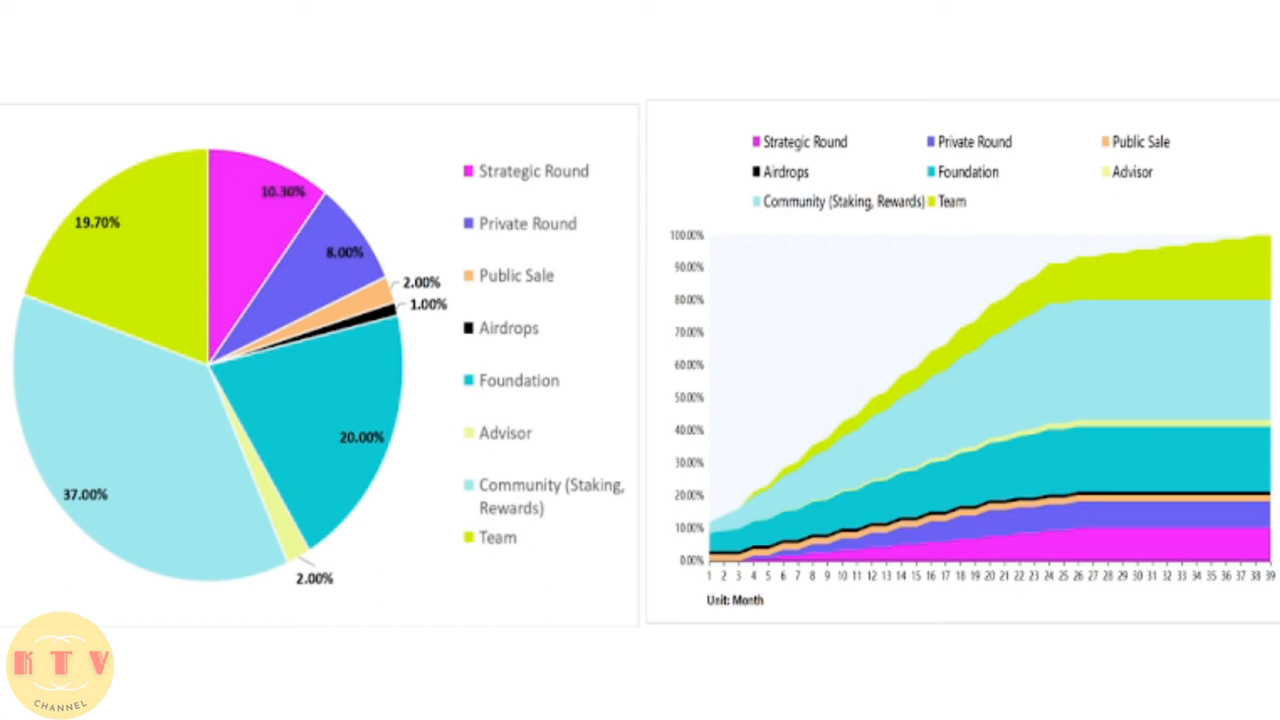 10.30%
Strategic Round
19.70%
Private Round
8.00%
Public Sale
2.00%
1.00%
Airdrops
Foundation
20.00%
Advisor
37.00%
Community (Staking,
Rewards)
Team
2.00%
Strategic Round Private Round Public Sale
Airdrops Foundation Advisor
Community (Staking, Rewards) Team
100.00%
90.00%
80.00%
70.00%
60.00%
50.00%
40.00%
30.00%
20.00%
10.00%
0.00%
1 2 3 4 5 6 7 8 9 10 11 12 13 14 15 16 17 18 19 20 21 22 23 24 25 26 27 28 29 30 31 32 33 34 35 36 37 38 39
Unit: Month
KTV
CHANNEL